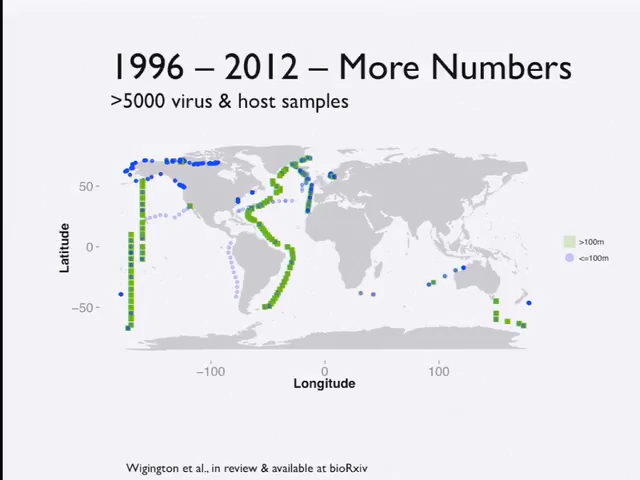 1996 – 2012 – More Numbers
>5000 virus & host samples
50
0
−50
Latitude
−100
0
100
Longitude
>100m
<=100m
Wigington et al., in review & available at bioRxiv